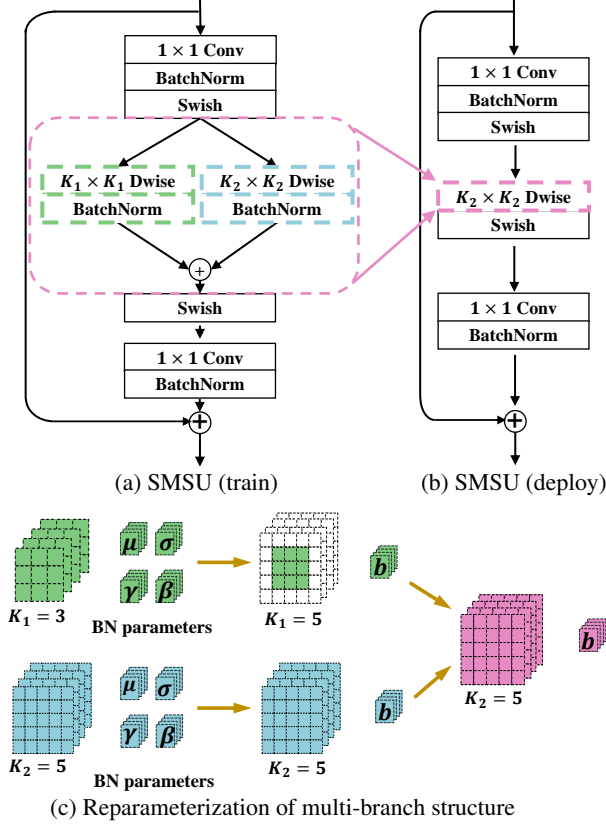 1 × 1 Conv
BatchNorm
Swish
K₁ × K₁ Dwise
BatchNorm
K₂ × K₂ Dwise
BatchNorm
+
Swish
1 × 1 Conv
BatchNorm
+
(a) SMSU (train)
1 × 1 Conv
BatchNorm
Swish
K₂ × K₂ Dwise
Swish
1 × 1 Conv
BatchNorm
+
(b) SMSU (deploy)
μ σ
γ β
K₁ = 3
BN parameters
K₁ = 5
b
μ σ
γ β
K₂ = 5
BN parameters
K₂ = 5
b
K₂ = 5
b
(c) Reparameterization of multi-branch structure